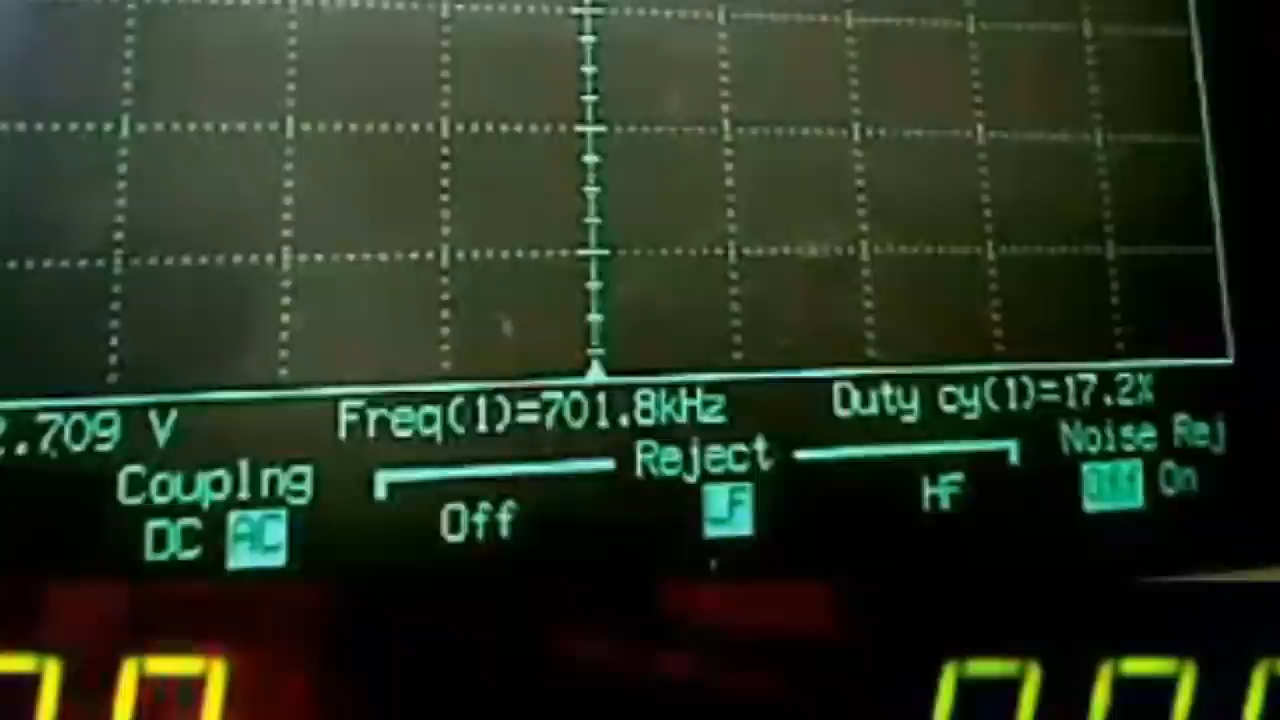 .709 V Freq(1)=701.8kHz Duty cy(1)=17.2%
Coupling Reject Noise Rej
DC AC Off LF HF Off On